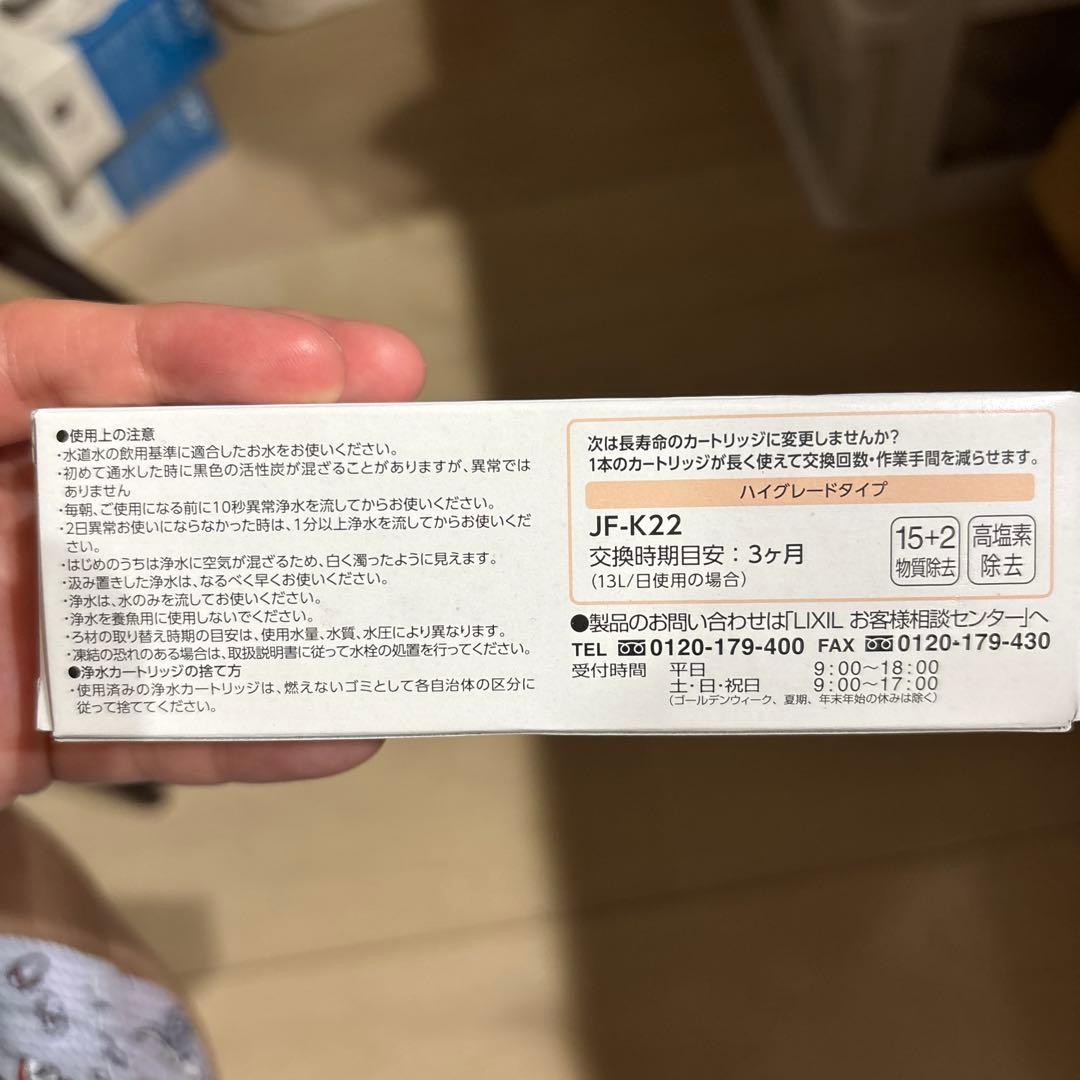 ●使用上の注意
・水道水の飲用基準に適合したお水をお使いください。
・初めて通水した時に黒色の活性炭が混ざることがありますが、異常では
ありません
・毎朝、ご使用になる前に10秒異常浄水を流してからお使いください。
・2日異常お使いにならなかった時は、1分以上浄水を流してからお使いくだ
さい。
・はじめのうちは浄水に空気が混ざるため、白く濁ったように見えます。
・汲み置きした浄水は、なるべく早くお使いください。
・浄水は、水のみを流してお使いください。
・浄水を養魚用に使用しないでください。
・ろ材の取り替え時期の目安は、使用水量、水質、水圧により異なります。
・凍結の恐れのある場合は、取扱説明書に従って水栓の処置を行ってください。
●浄水カートリッジの捨て方
・使用済みの浄水カートリッジは、燃えないゴミとして各自治体の区分に
従って捨ててください。
次は長寿命のカートリッジに変更しませんか?
1本のカートリッジが長く使えて交換回数・作業手間を減らせます。
ハイグレードタイプ
JF-K22
交換時期目安:3ヶ月
(13L/日使用の場合)
15+2
物質除去
高塩素
除去
●製品のお問い合わせは「LIXIL お客様相談センター」へ
TEL 0120-179-400 FAX 0120-179-430
受付時間 平日 9:00〜18:00
土・日・祝日 9:00〜17:00
(ゴールデンウィーク、夏期、年末年始の休みは除く)